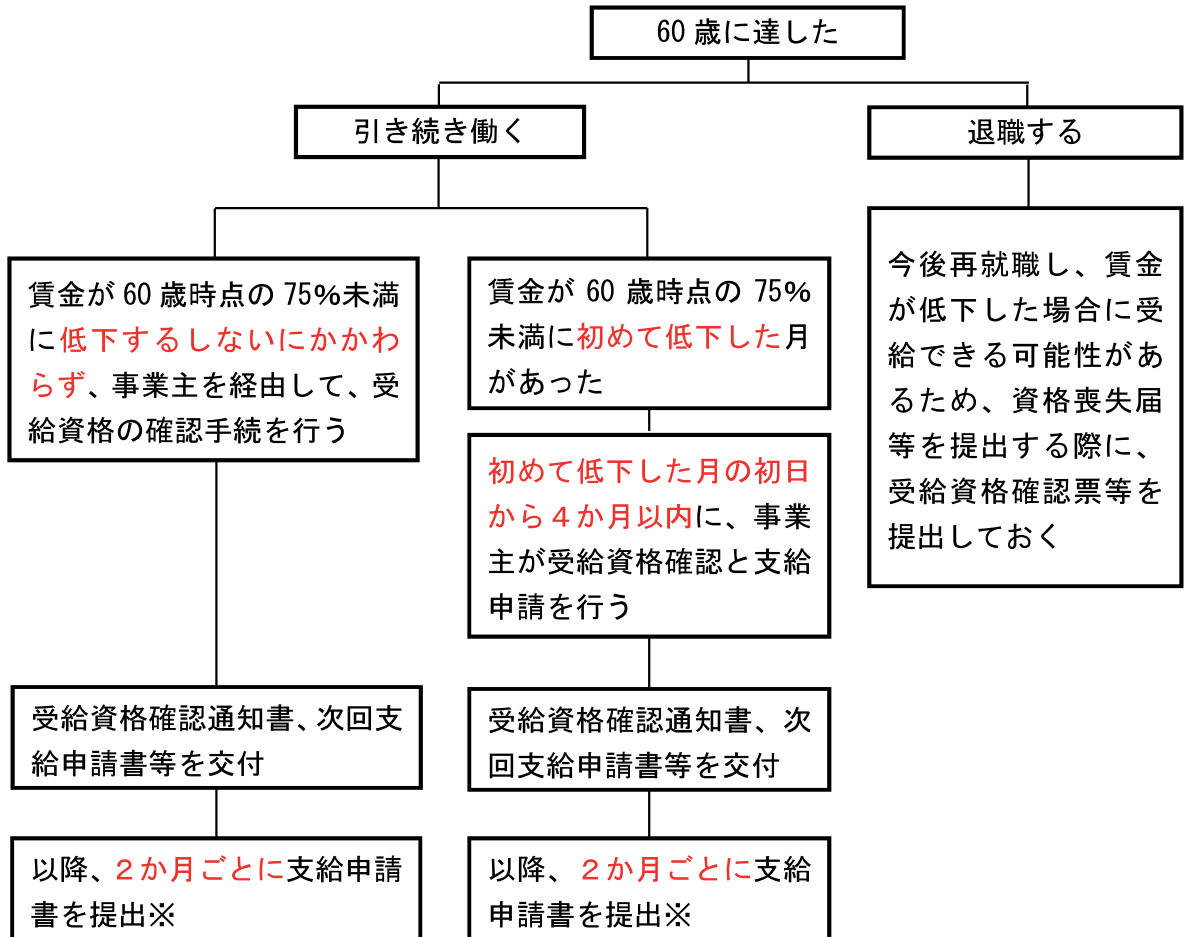 60歳に達した
引き続き働く
退職する
賃金が60歳時点の75%未満
に低下するしないにかかわ
らず、事業主を経由して、受
給資格の確認手続を行う
賃金が60歳時点の75%
未満に初めて低下した月
があった
今後再就職し、賃金
が低下した場合に受
給できる可能性があ
るため、資格喪失届
等を提出する際に、
受給資格確認票等を
提出しておく
初めて低下した月の初日
から４か月以内に、事業
主が受給資格確認と支給
申請を行う
受給資格確認通知書、次回支
給申請書等を交付
受給資格確認通知書、次
回支給申請書等を交付
以降、２か月ごとに支給申請
書を提出※
以降、２か月ごとに支給
申請書を提出※